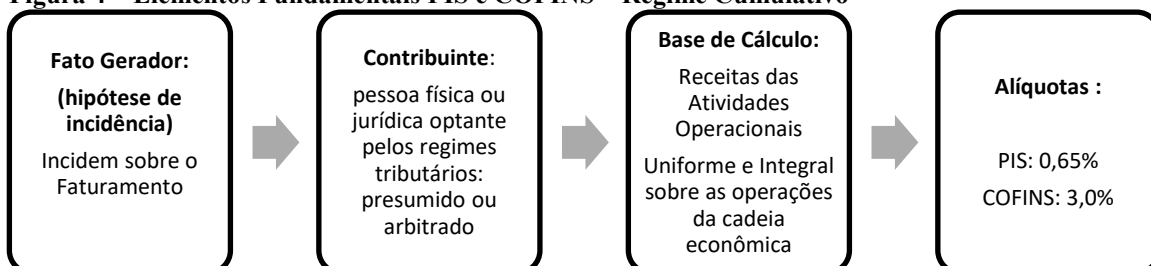 Figura 4 – Elementos Fundamentais PIS e COFINS – Regime Cumulativo
Fato Gerador:
(hipótese de
incidência)
Incidem sobre o
Faturamento
Contribuinte:
pessoa física ou
jurídica optante
pelos regimes
tributários:
presumido ou
arbitrado
Base de Cálculo:
Receitas das
Atividades
Operacionais
Uniforme e Integral
sobre as operações
da cadeia
econômica
Alíquotas :
PIS: 0,65%
COFINS: 3,0%